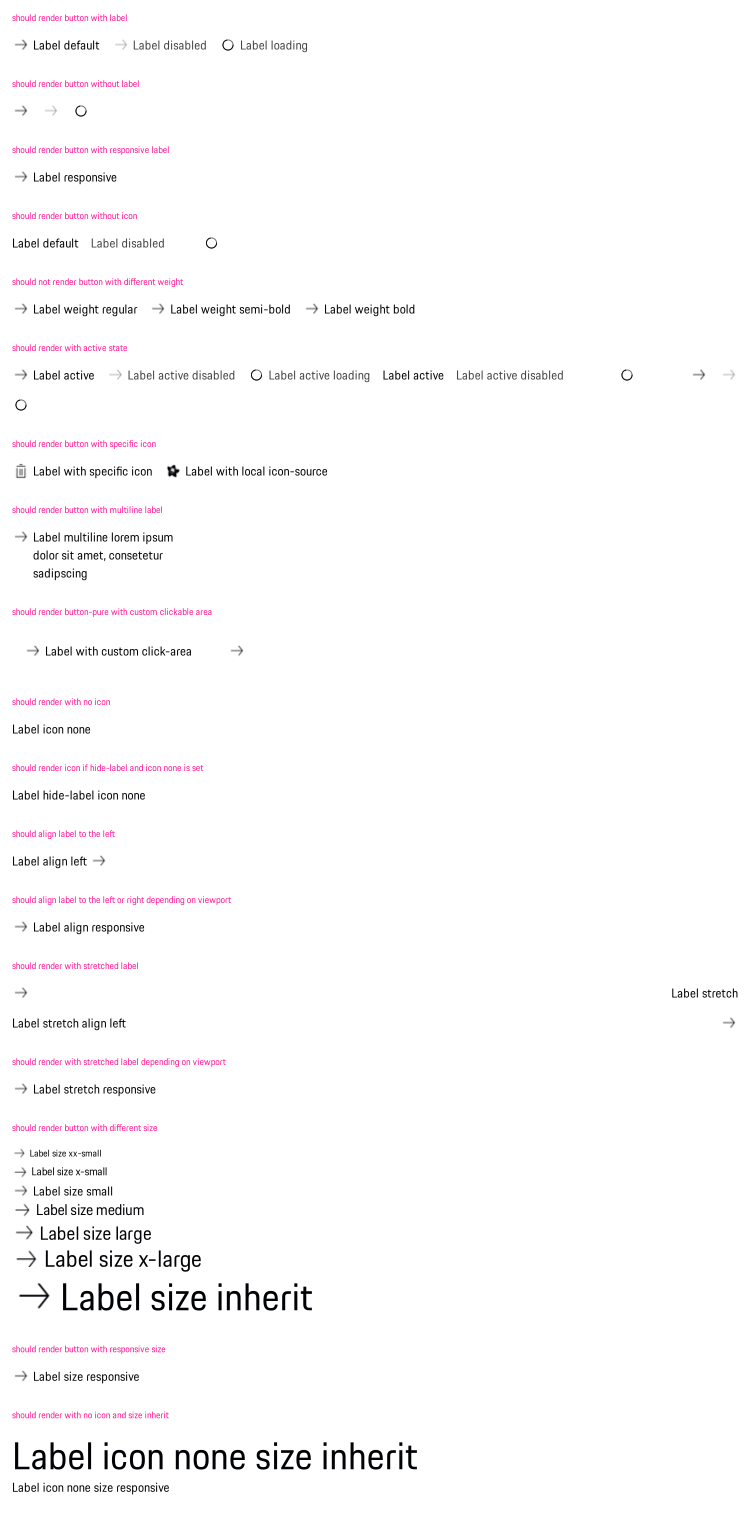 should render button with label
Label default Label disabled Label loading
should render button without label
should render button with responsive label
Label responsive
should render button without icon
Label default Label disabled
should not render button with different weight
Label weight regular Label weight semi-bold Label weight bold
should render with active state
Label active Label active disabled Label active loading Label active Label active disabled
should render button with specific icon
Label with specific icon Label with local icon-source
should render button with multiline label
Label multiline lorem ipsum
dolor sit amet, consetetur
sadipscing
should render button-pure with custom clickable area
Label with custom click-area
should render with no icon
Label icon none
should render icon if hide-label and icon none is set
Label hide-label icon none
should align label to the left
Label align left
should align label to the left or right depending on viewport
Label align responsive
should render with stretched label
Label stretch
Label stretch align left
should render with stretched label depending on viewport
Label stretch responsive
should render button with different size
Label size xx-small
Label size x-small
Label size small
Label size medium
Label size large
Label size x-large
Label size inherit
should render button with responsive size
Label size responsive
should render with no icon and size inherit
Label icon none size inherit
Label icon none size responsive